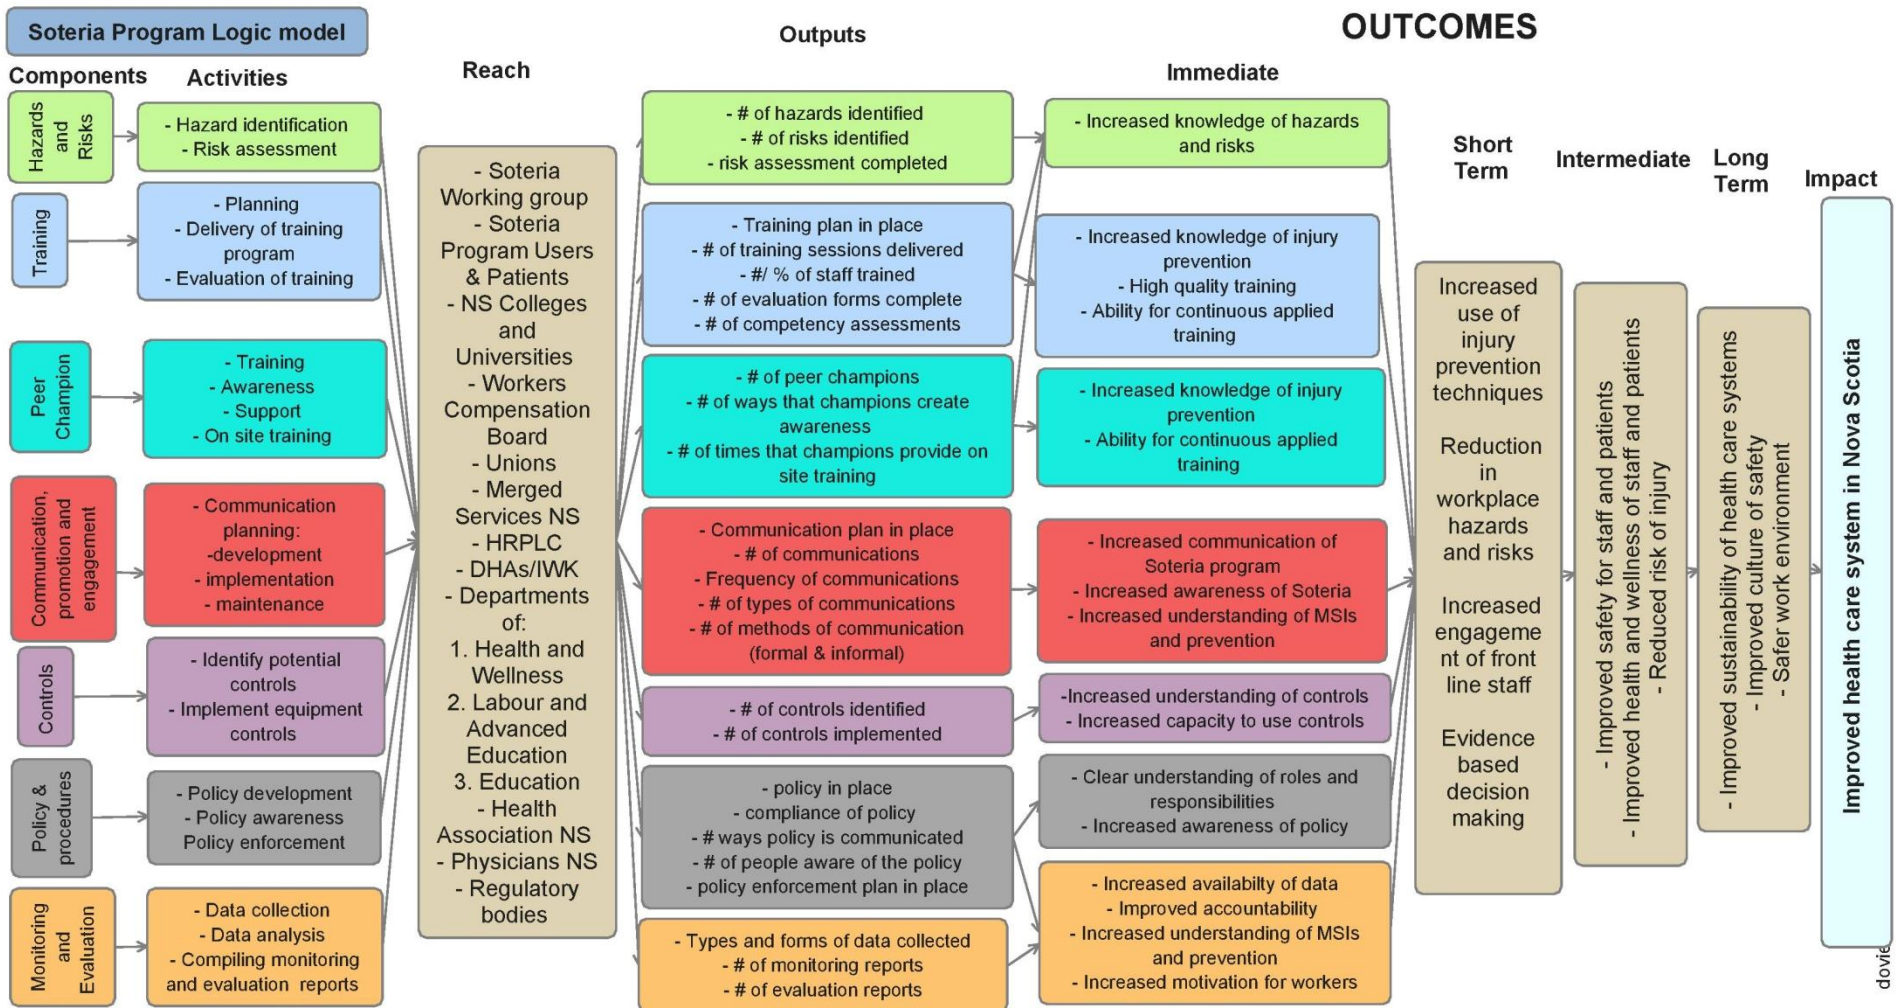 Soteria Program Logic model
OUTCOMES
Components
Activities
Reach
Outputs
Immediate
Short
Term
Intermediate
Long
Term
Impact
Hazards
and
Risks
- Hazard identification
- Risk assessment
Training
- Planning
- Delivery of training
program
- Evaluation of training
Peer
Champion
- Training
- Awareness
- Support
- On site training
Communication,
promotion and
engagement
- Communication
planning:
-development
- implementation
- maintenance
Controls
- Identify potential
controls
- Implement equipment
controls
Policy &
procedures
- Policy development
- Policy awareness
Policy enforcement
Monitoring
and
Evaluation
- Data collection
- Data analysis
- Compiling monitoring
and evaluation reports
- Soteria
Working group
- Soteria
Program Users
& Patients
- NS Colleges
and
Universities
- Workers
Compensation
Board
- Unions
- Merged
Services NS
- HRPLC
- DHAs/IWK
- Departments
of:
1. Health and
Wellness
2. Labour and
Advanced
Education
3. Education
- Health
Association NS
- Physicians NS
- Regulatory
bodies
- # of hazards identified
- # of risks identified
- risk assessment completed
- Training plan in place
- # of training sessions delivered
- #/ % of staff trained
- # of evaluation forms complete
- # of competency assessments
- # of peer champions
- # of ways that champions create
awareness
- # of times that champions provide on
site training
- Communication plan in place
- # of communications
- Frequency of communications
- # of types of communications
- # of methods of communication
(formal & informal)
- # of controls identified
- # of controls implemented
- policy in place
- compliance of policy
- # ways policy is communicated
- # of people aware of the policy
- policy enforcement plan in place
- Types and forms of data collected
- # of monitoring reports
- # of evaluation reports
- Increased knowledge of hazards
and risks
- Increased knowledge of injury
prevention
- High quality training
- Ability for continuous applied
training
- Increased knowledge of injury
prevention
- Ability for continuous applied
training
- Increased communication of
Soteria program
- Increased awareness of Soteria
- Increased understanding of MSIs
and prevention
-Increased understanding of controls
- Increased capacity to use controls
- Clear understanding of roles and
responsibilities
- Increased awareness of policy
- Increased availabilty of data
- Improved accountability
- Increased understanding of MSIs
and prevention
- Increased motivation for workers
Increased
use of
injury
prevention
techniques
Reduction
in
workplace
hazards
and risks
Increased
engageme
nt of front
line staff
Evidence
based
decision
making
- Improved safety for staff and patients
- Improved health and wellness of staff and patients
- Reduced risk of injury
- Improved sustainability of health care systems
- Improved culture of safety
- Safer work environment
Improved health care system in Nova Scotia
dovie